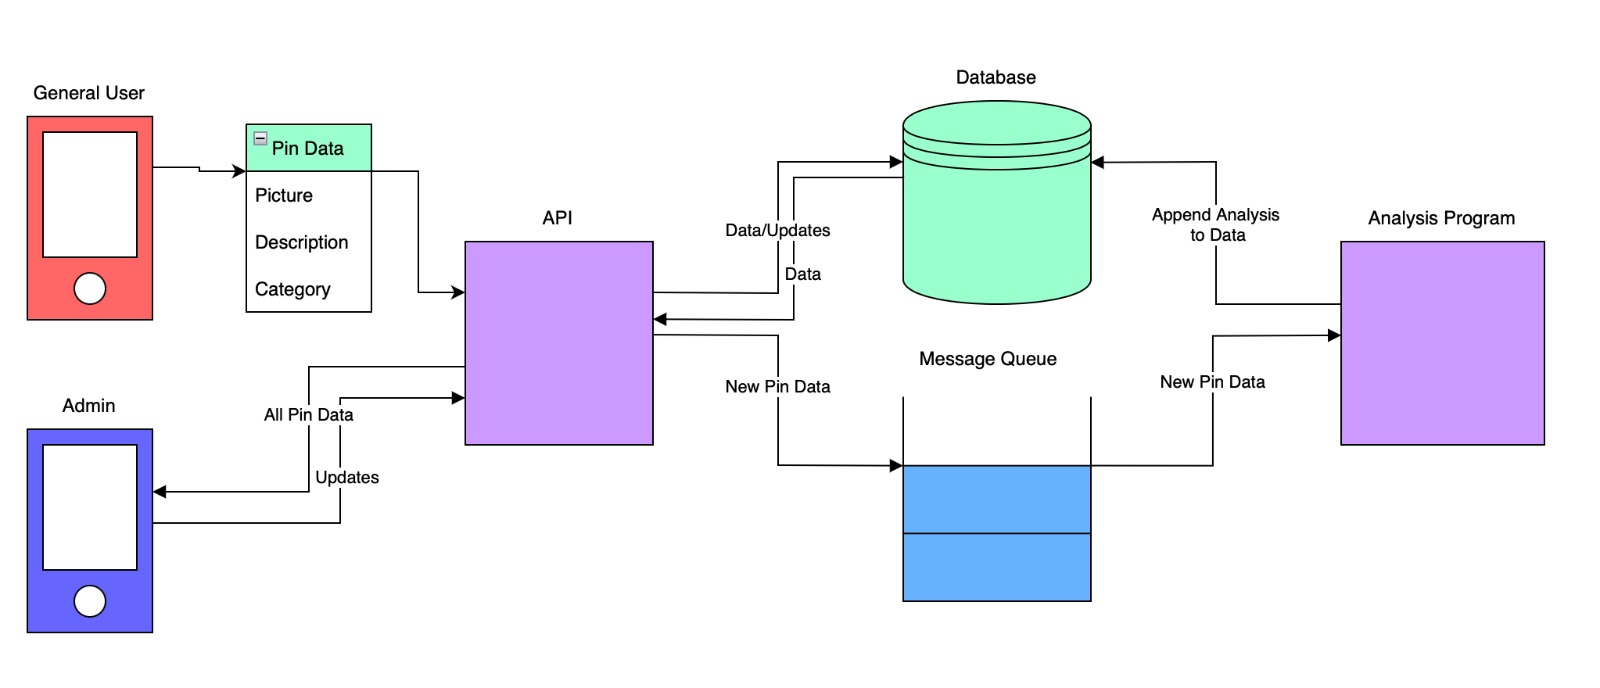 General User
Pin Data
Picture
Description
Category
Admin
All Pin Data
Updates
API
Data/Updates
Data
New Pin Data
Database
Message Queue
Append Analysis
to Data
New Pin Data
Analysis Program